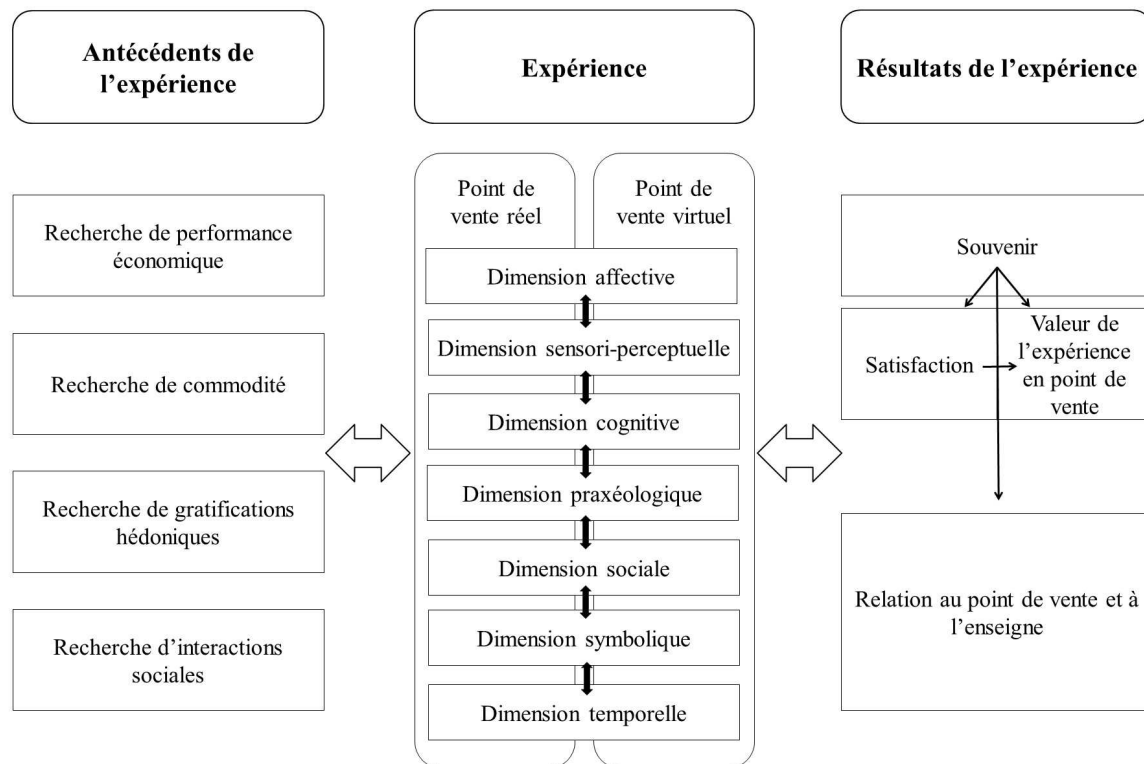 Antécédents de
l’expérience
Expérience
Résultats de l’expérience
Recherche de performance
économique
Recherche de commodité
Recherche de gratifications
hédoniques
Recherche d’interactions
sociales
Point de
vente réel
Point de
vente virtuel
Dimension affective
Dimension sensori-perceptuelle
Dimension cognitive
Dimension praxéologique
Dimension sociale
Dimension symbolique
Dimension temporelle
Souvenir
Satisfaction
Valeur de
l’expérience
en point de
vente
Relation au point de vente et à
l’enseigne